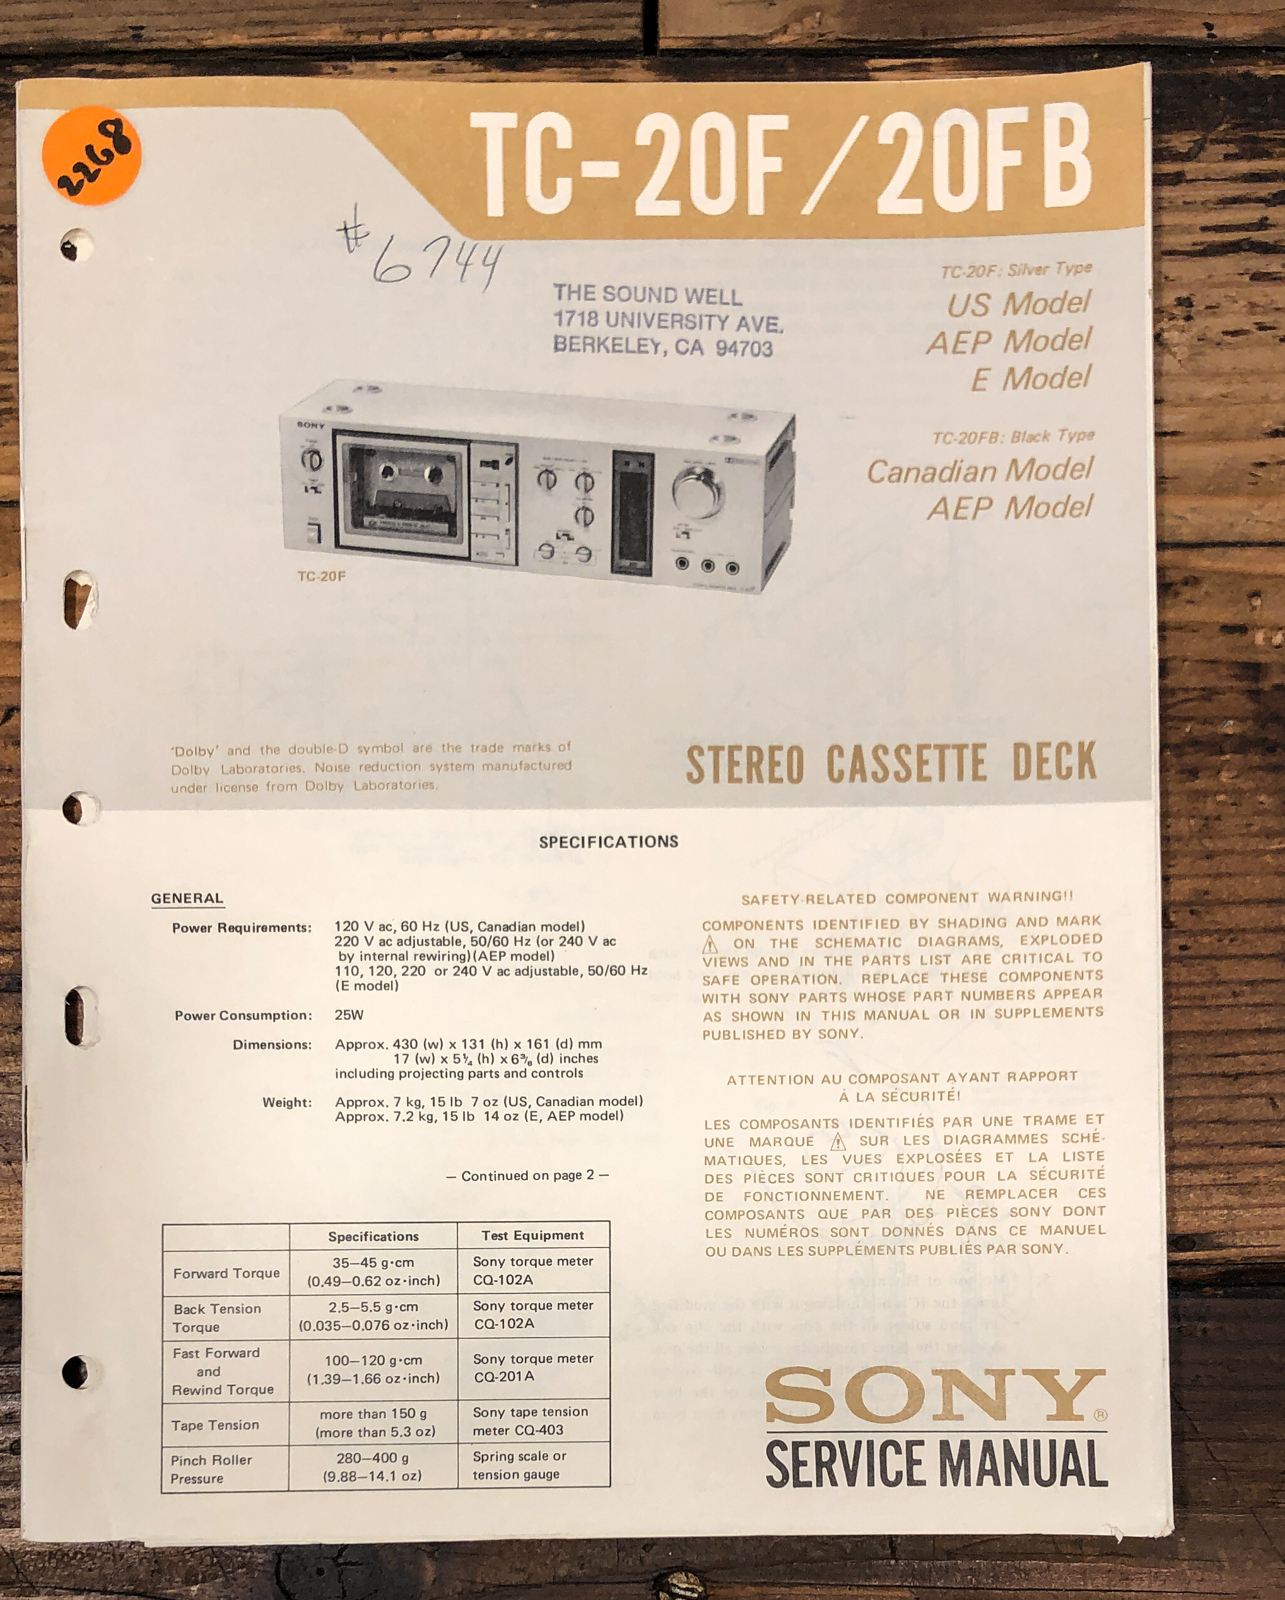 2268
TC-20F/20FB
#6744
THE SOUND WELL
1718 UNIVERSITY AVE.
BERKELEY, CA 94703
TC-20F: Silver Type
US Model
AEP Model
E Model
TC-20FB: Black Type
Canadian Model
AEP Model
SONY
TC-20F
'Dolby' and the double-D symbol are the trade marks of
Dolby Laboratories. Noise reduction system manufactured
under license from Dolby Laboratories.
STEREO CASSETTE DECK
SPECIFICATIONS
GENERAL
Power Requirements: 120 V ac, 60 Hz (US, Canadian model)
220 V ac adjustable, 50/60 Hz (or 240 V ac
by internal rewiring) (AEP model)
110, 120, 220 or 240 V ac adjustable, 50/60 Hz
(E model)
Power Consumption: 25W
Dimensions: Approx. 430 (w) x 131 (h) x 161 (d) mm
17 (w) x 5¼ (h) x 6⅜ (d) inches
including projecting parts and controls
Weight: Approx. 7 kg, 15 lb 7 oz (US, Canadian model)
Approx. 7.2 kg, 15 lb 14 oz (E, AEP model)
— Continued on page 2 —
Specifications Test Equipment
Forward Torque 35—45 g·cm (0.49—0.62 oz·inch) Sony torque meter CQ-102A
Back Tension Torque 2.5—5.5 g·cm (0.035—0.076 oz·inch) Sony torque meter CQ-102A
Fast Forward and Rewind Torque 100—120 g·cm (1.39—1.66 oz·inch) Sony torque meter CQ-201A
Tape Tension more than 150 g (more than 5.3 oz) Sony tape tension meter CQ-403
Pinch Roller Pressure 280—400 g (9.88—14.1 oz) Spring scale or tension gauge
SAFETY-RELATED COMPONENT WARNING!!
COMPONENTS IDENTIFIED BY SHADING AND MARK
⚠ ON THE SCHEMATIC DIAGRAMS, EXPLODED
VIEWS AND IN THE PARTS LIST ARE CRITICAL TO
SAFE OPERATION. REPLACE THESE COMPONENTS
WITH SONY PARTS WHOSE PART NUMBERS APPEAR
AS SHOWN IN THIS MANUAL OR IN SUPPLEMENTS
PUBLISHED BY SONY.
ATTENTION AU COMPOSANT AYANT RAPPORT
À LA SÉCURITÉ!
LES COMPOSANTS IDENTIFIÉS PAR UNE TRAME ET
UNE MARQUE ⚠ SUR LES DIAGRAMMES SCHÉ-
MATIQUES, LES VUES EXPLOSÉES ET LA LISTE
DES PIÈCES SONT CRITIQUES POUR LA SÉCURITÉ
DE FONCTIONNEMENT. NE REMPLACER CES
COMPOSANTS QUE PAR DES PIÈCES SONY DONT
LES NUMÉROS SONT DONNÉS DANS CE MANUEL
OU DANS LES SUPPLÉMENTS PUBLIÉS PAR SONY.
SONY®
SERVICE MANUAL